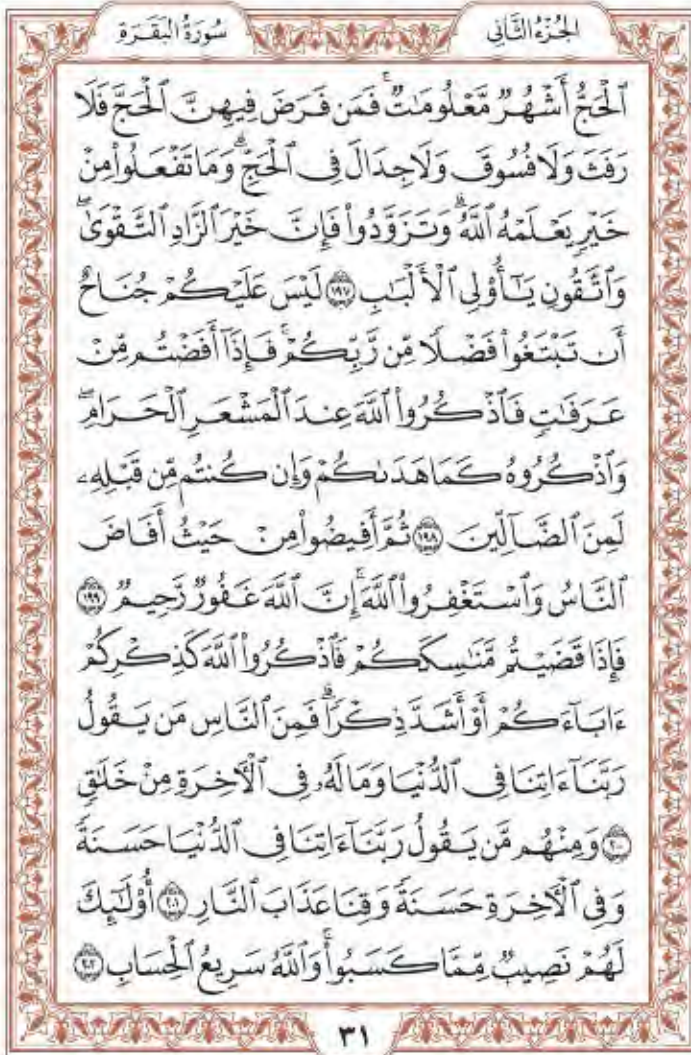 الجُزْءُ الثَّانِي سُورَةُ البَقَرَةِ
ٱلْحَجُّ أَشْهُرٌ مَّعْلُومَٰتٌ ۚ فَمَن فَرَضَ فِيهِنَّ ٱلْحَجَّ فَلَا
رَفَثَ وَلَا فُسُوقَ وَلَا جِدَالَ فِى ٱلْحَجِّ ۗ وَمَا تَفْعَلُوا۟ مِنْ
خَيْرٍ يَعْلَمْهُ ٱللَّهُ ۗ وَتَزَوَّدُوا۟ فَإِنَّ خَيْرَ ٱلزَّادِ ٱلتَّقْوَىٰ ۖ
وَٱتَّقُونِ يَٰٓأُو۟لِى ٱلْأَلْبَٰبِ ۝١٩٧ لَيْسَ عَلَيْكُمْ جُنَاحٌ
أَن تَبْتَغُوا۟ فَضْلًا مِّن رَّبِّكُمْ ۚ فَإِذَآ أَفَضْتُم مِّنْ
عَرَفَٰتٍ فَٱذْكُرُوا۟ ٱللَّهَ عِندَ ٱلْمَشْعَرِ ٱلْحَرَامِ ۖ
وَٱذْكُرُوهُ كَمَا هَدَىٰكُمْ وَإِن كُنتُم مِّن قَبْلِهِۦ
لَمِنَ ٱلضَّآلِّينَ ۝١٩٨ ثُمَّ أَفِيضُوا۟ مِنْ حَيْثُ أَفَاضَ
ٱلنَّاسُ وَٱسْتَغْفِرُوا۟ ٱللَّهَ ۚ إِنَّ ٱللَّهَ غَفُورٌ رَّحِيمٌ ۝١٩٩
فَإِذَا قَضَيْتُم مَّنَٰسِكَكُمْ فَٱذْكُرُوا۟ ٱللَّهَ كَذِكْرِكُمْ
ءَابَآءَكُمْ أَوْ أَشَدَّ ذِكْرًا ۗ فَمِنَ ٱلنَّاسِ مَن يَقُولُ
رَبَّنَآ ءَاتِنَا فِى ٱلدُّنْيَا وَمَا لَهُۥ فِى ٱلْءَاخِرَةِ مِنْ خَلَٰقٍ
۝٢٠٠ وَمِنْهُم مَّن يَقُولُ رَبَّنَآ ءَاتِنَا فِى ٱلدُّنْيَا حَسَنَةً
وَفِى ٱلْءَاخِرَةِ حَسَنَةً وَقِنَا عَذَابَ ٱلنَّارِ ۝٢٠١ أُو۟لَٰٓئِكَ
لَهُمْ نَصِيبٌ مِّمَّا كَسَبُوا۟ ۚ وَٱللَّهُ سَرِيعُ ٱلْحِسَابِ ۝٢٠٢
٣١